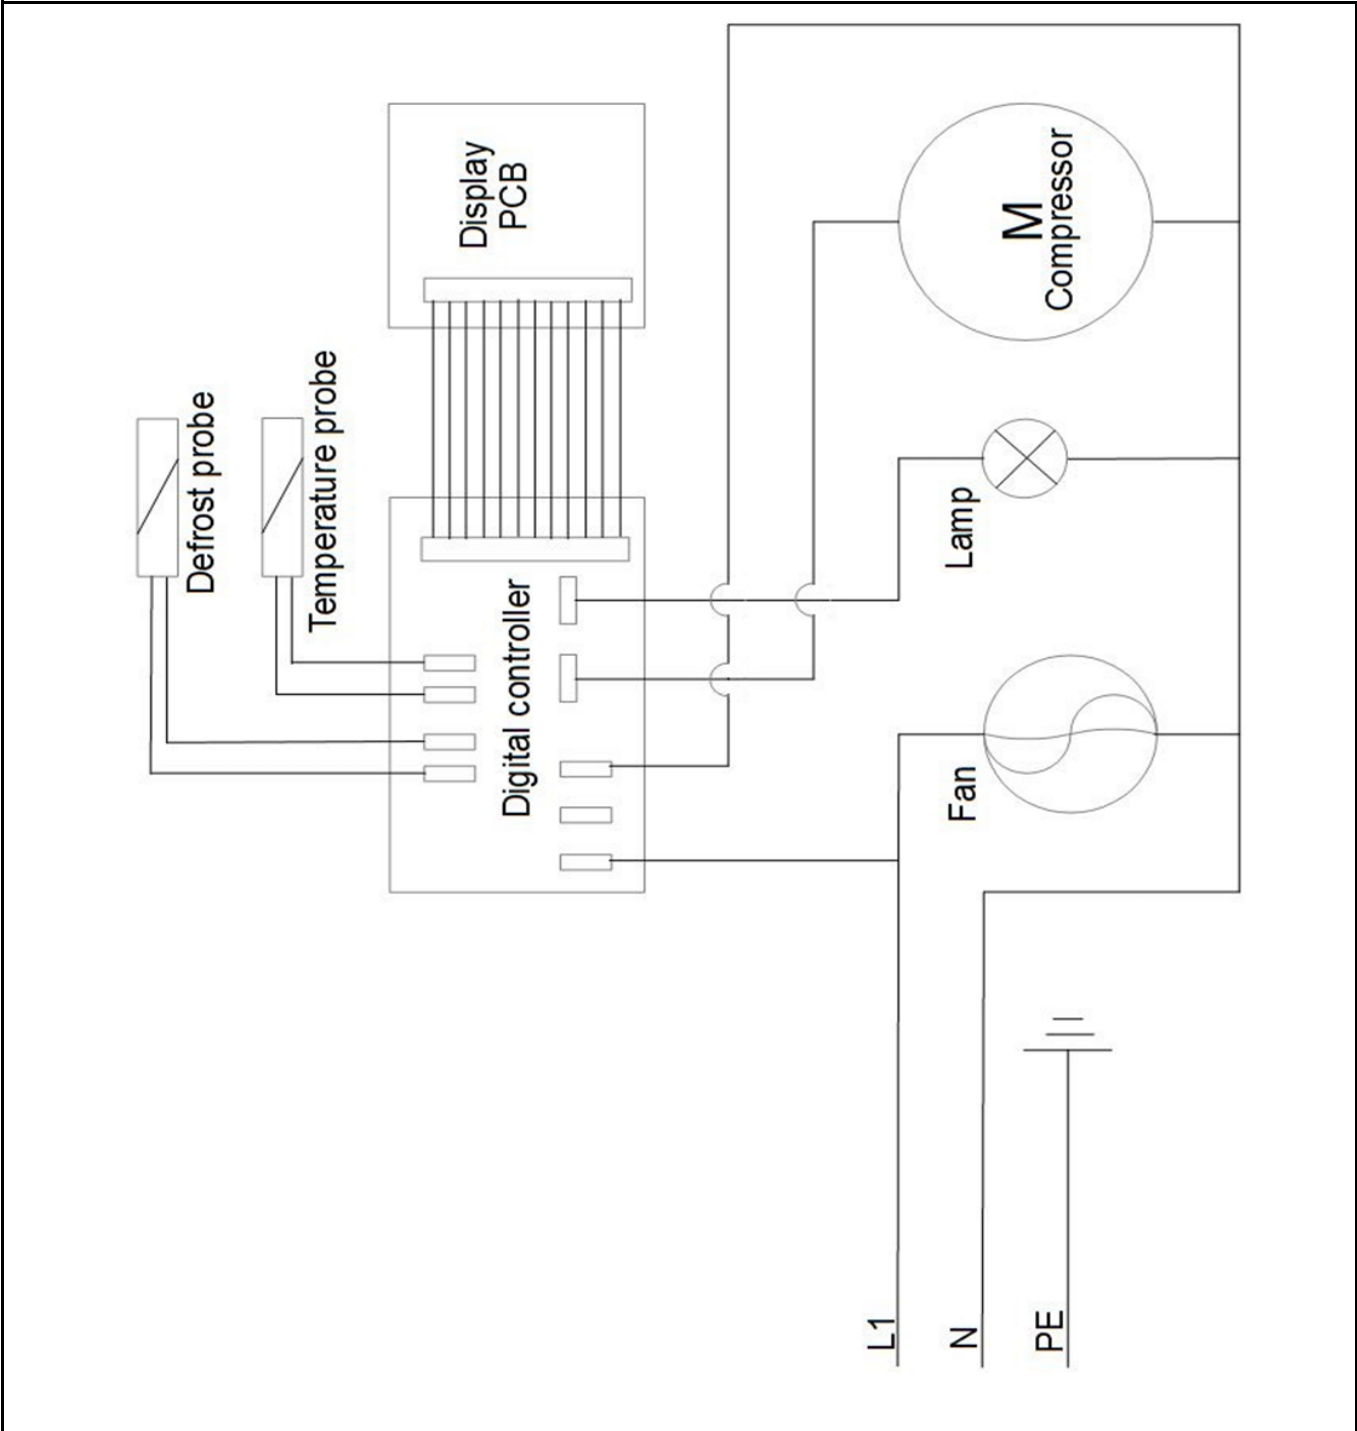 Defrost probe
Temperature probe
Display
PCB
Digital controller
M
Compressor
Lamp
Fan
L1
N
PE